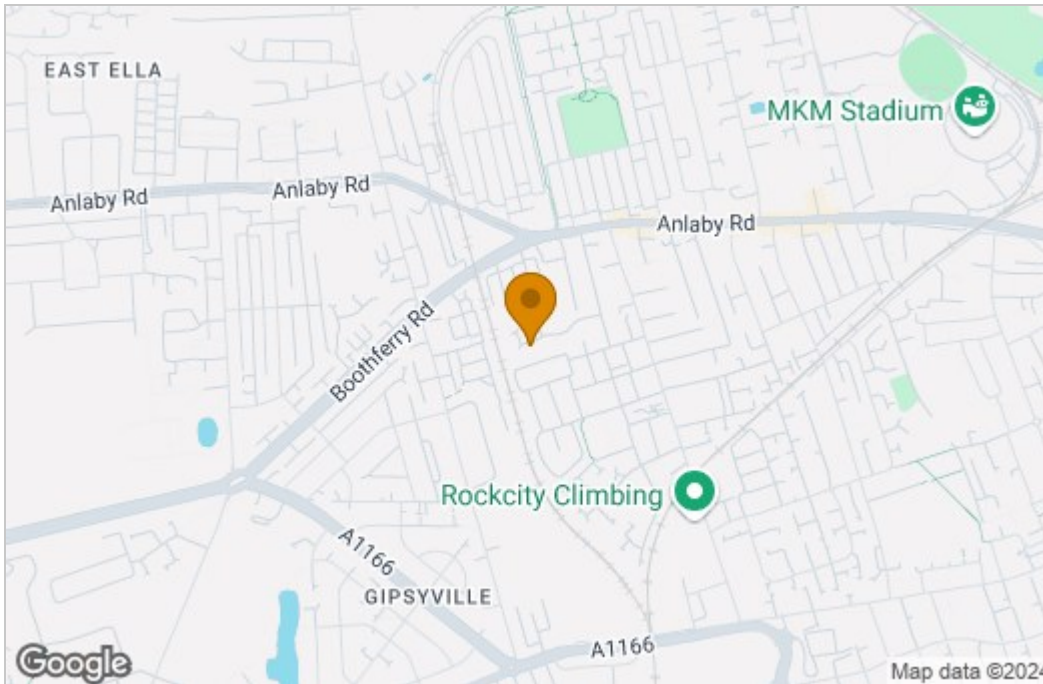 EAST ELLA
MKM Stadium
Anlaby Rd
Anlaby Rd
Anlaby Rd
Boothferry Rd
Rockcity Climbing
A1166
GIPSYVILLE
A1166
Google
Map data ©2024